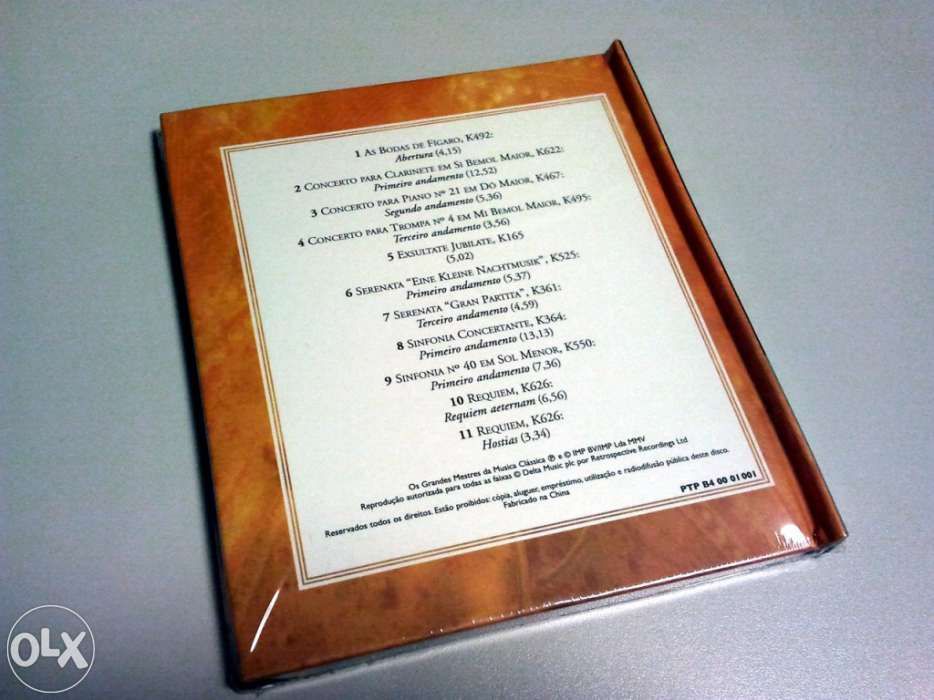 1 As Bodas de Fígaro, K492:
Abertura (4,15)
2 Concerto para Clarinete em Si Bemol Maior, K622:
Primeiro andamento (12,52)
3 Concerto para Piano nº 21 em Do Maior, K467:
Segundo andamento (5,36)
4 Concerto para Trompa nº 4 em Mi Bemol Maior, K495:
Terceiro andamento (3,56)
5 Exsultate Jubilate, K165
(5,02)
6 Serenata "Eine Kleine Nachtmusik", K525:
Primeiro andamento (5,37)
7 Serenata "Gran Partita", K361:
Terceiro andamento (4,59)
8 Sinfonia Concertante, K364:
Primeiro andamento (13,13)
9 Sinfonia nº 40 em Sol Menor, K550:
Primeiro andamento (7,36)
10 Requiem, K626:
Requiem aeternam (6,56)
11 Requiem, K626:
Hostias (3,34)
Os Grandes Mestres da Musica Clássica ℗ e © IMP BV/IMP Lda MMV
Reprodução autorizada para todas as faixas © Delta Music plc por Retrospective Recordings Ltd
Reservados todos os direitos. Estão proibidos: cópia, aluguer, empréstimo, utilização e radiodifusão pública deste disco.
Fabricado na China
PTP B4 00 01 001
OLX